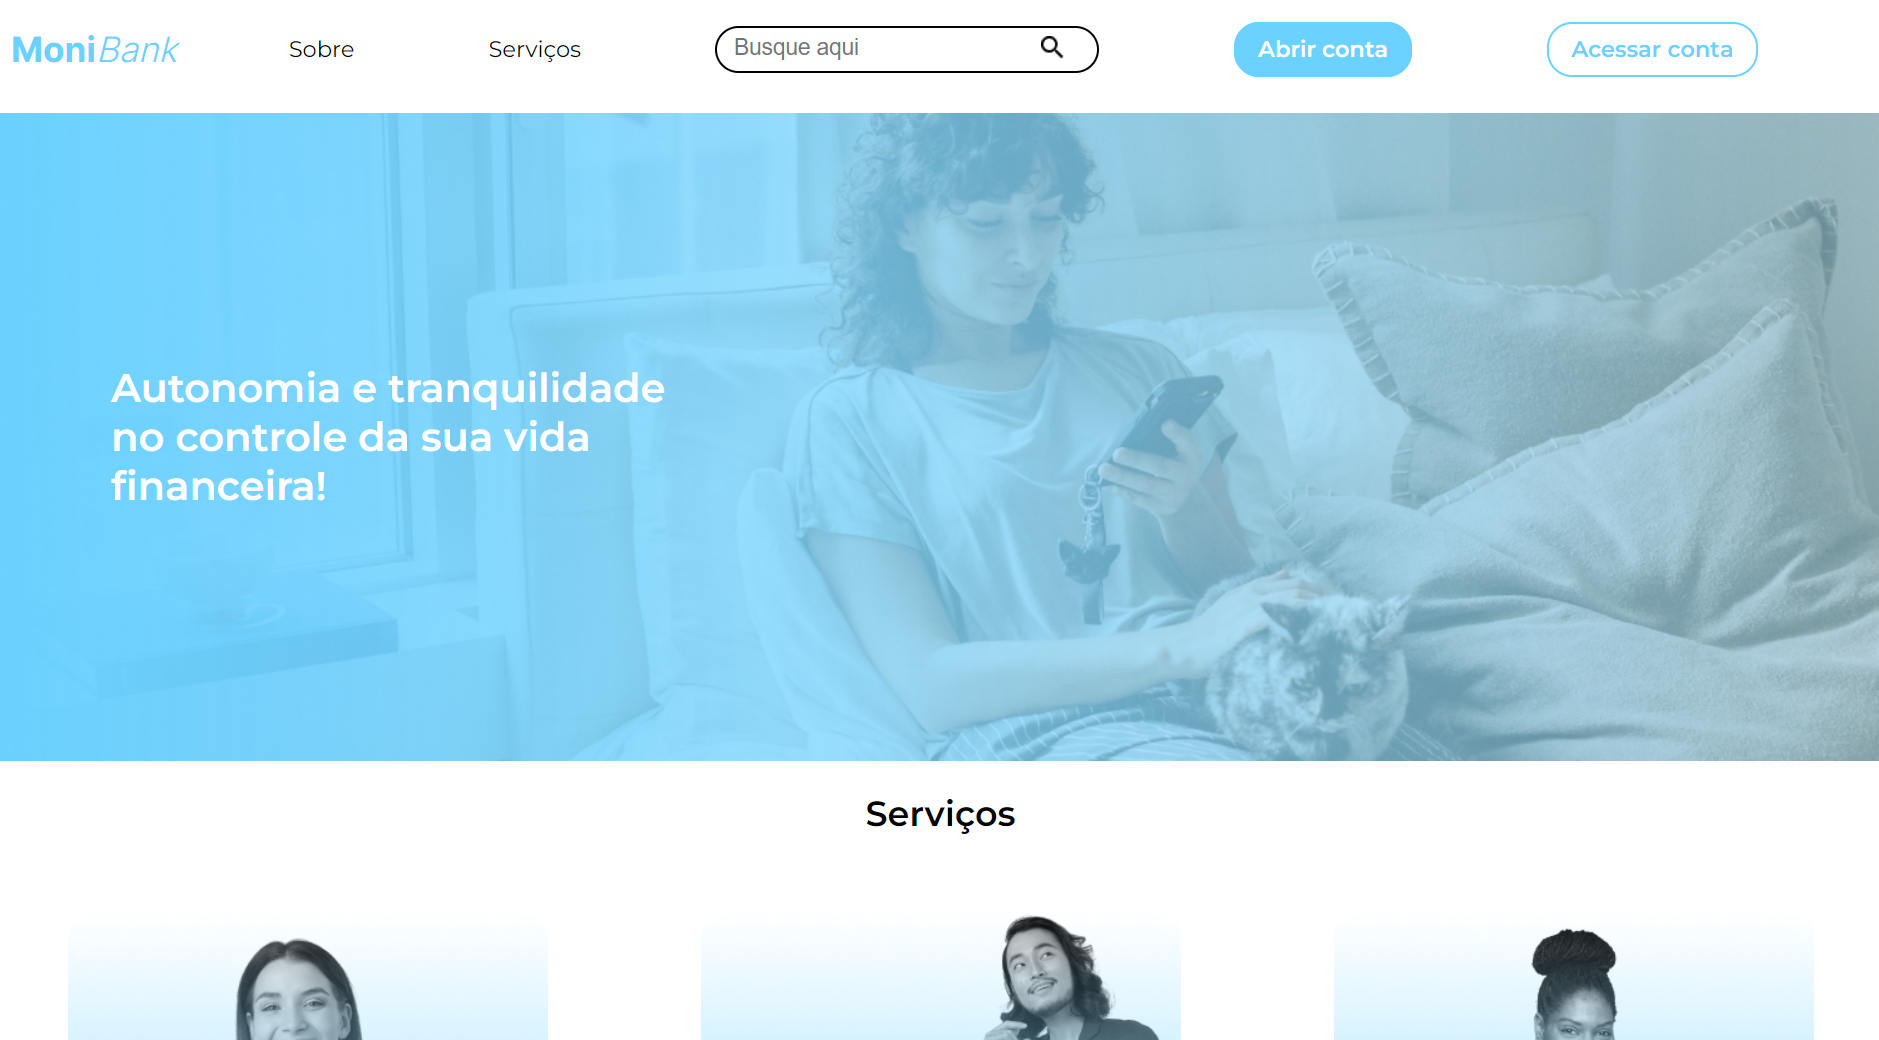 MoniBank
Sobre
Serviços
Busque aqui
Abrir conta
Acessar conta
Autonomia e tranquilidade
no controle da sua vida
financeira!
Serviços